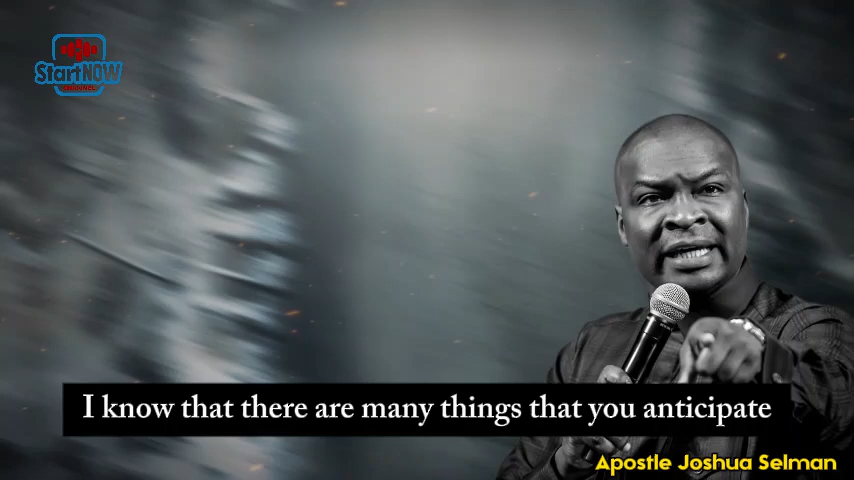 StartNOW
I know that there are many things that you anticipate
Apostle Joshua Selman